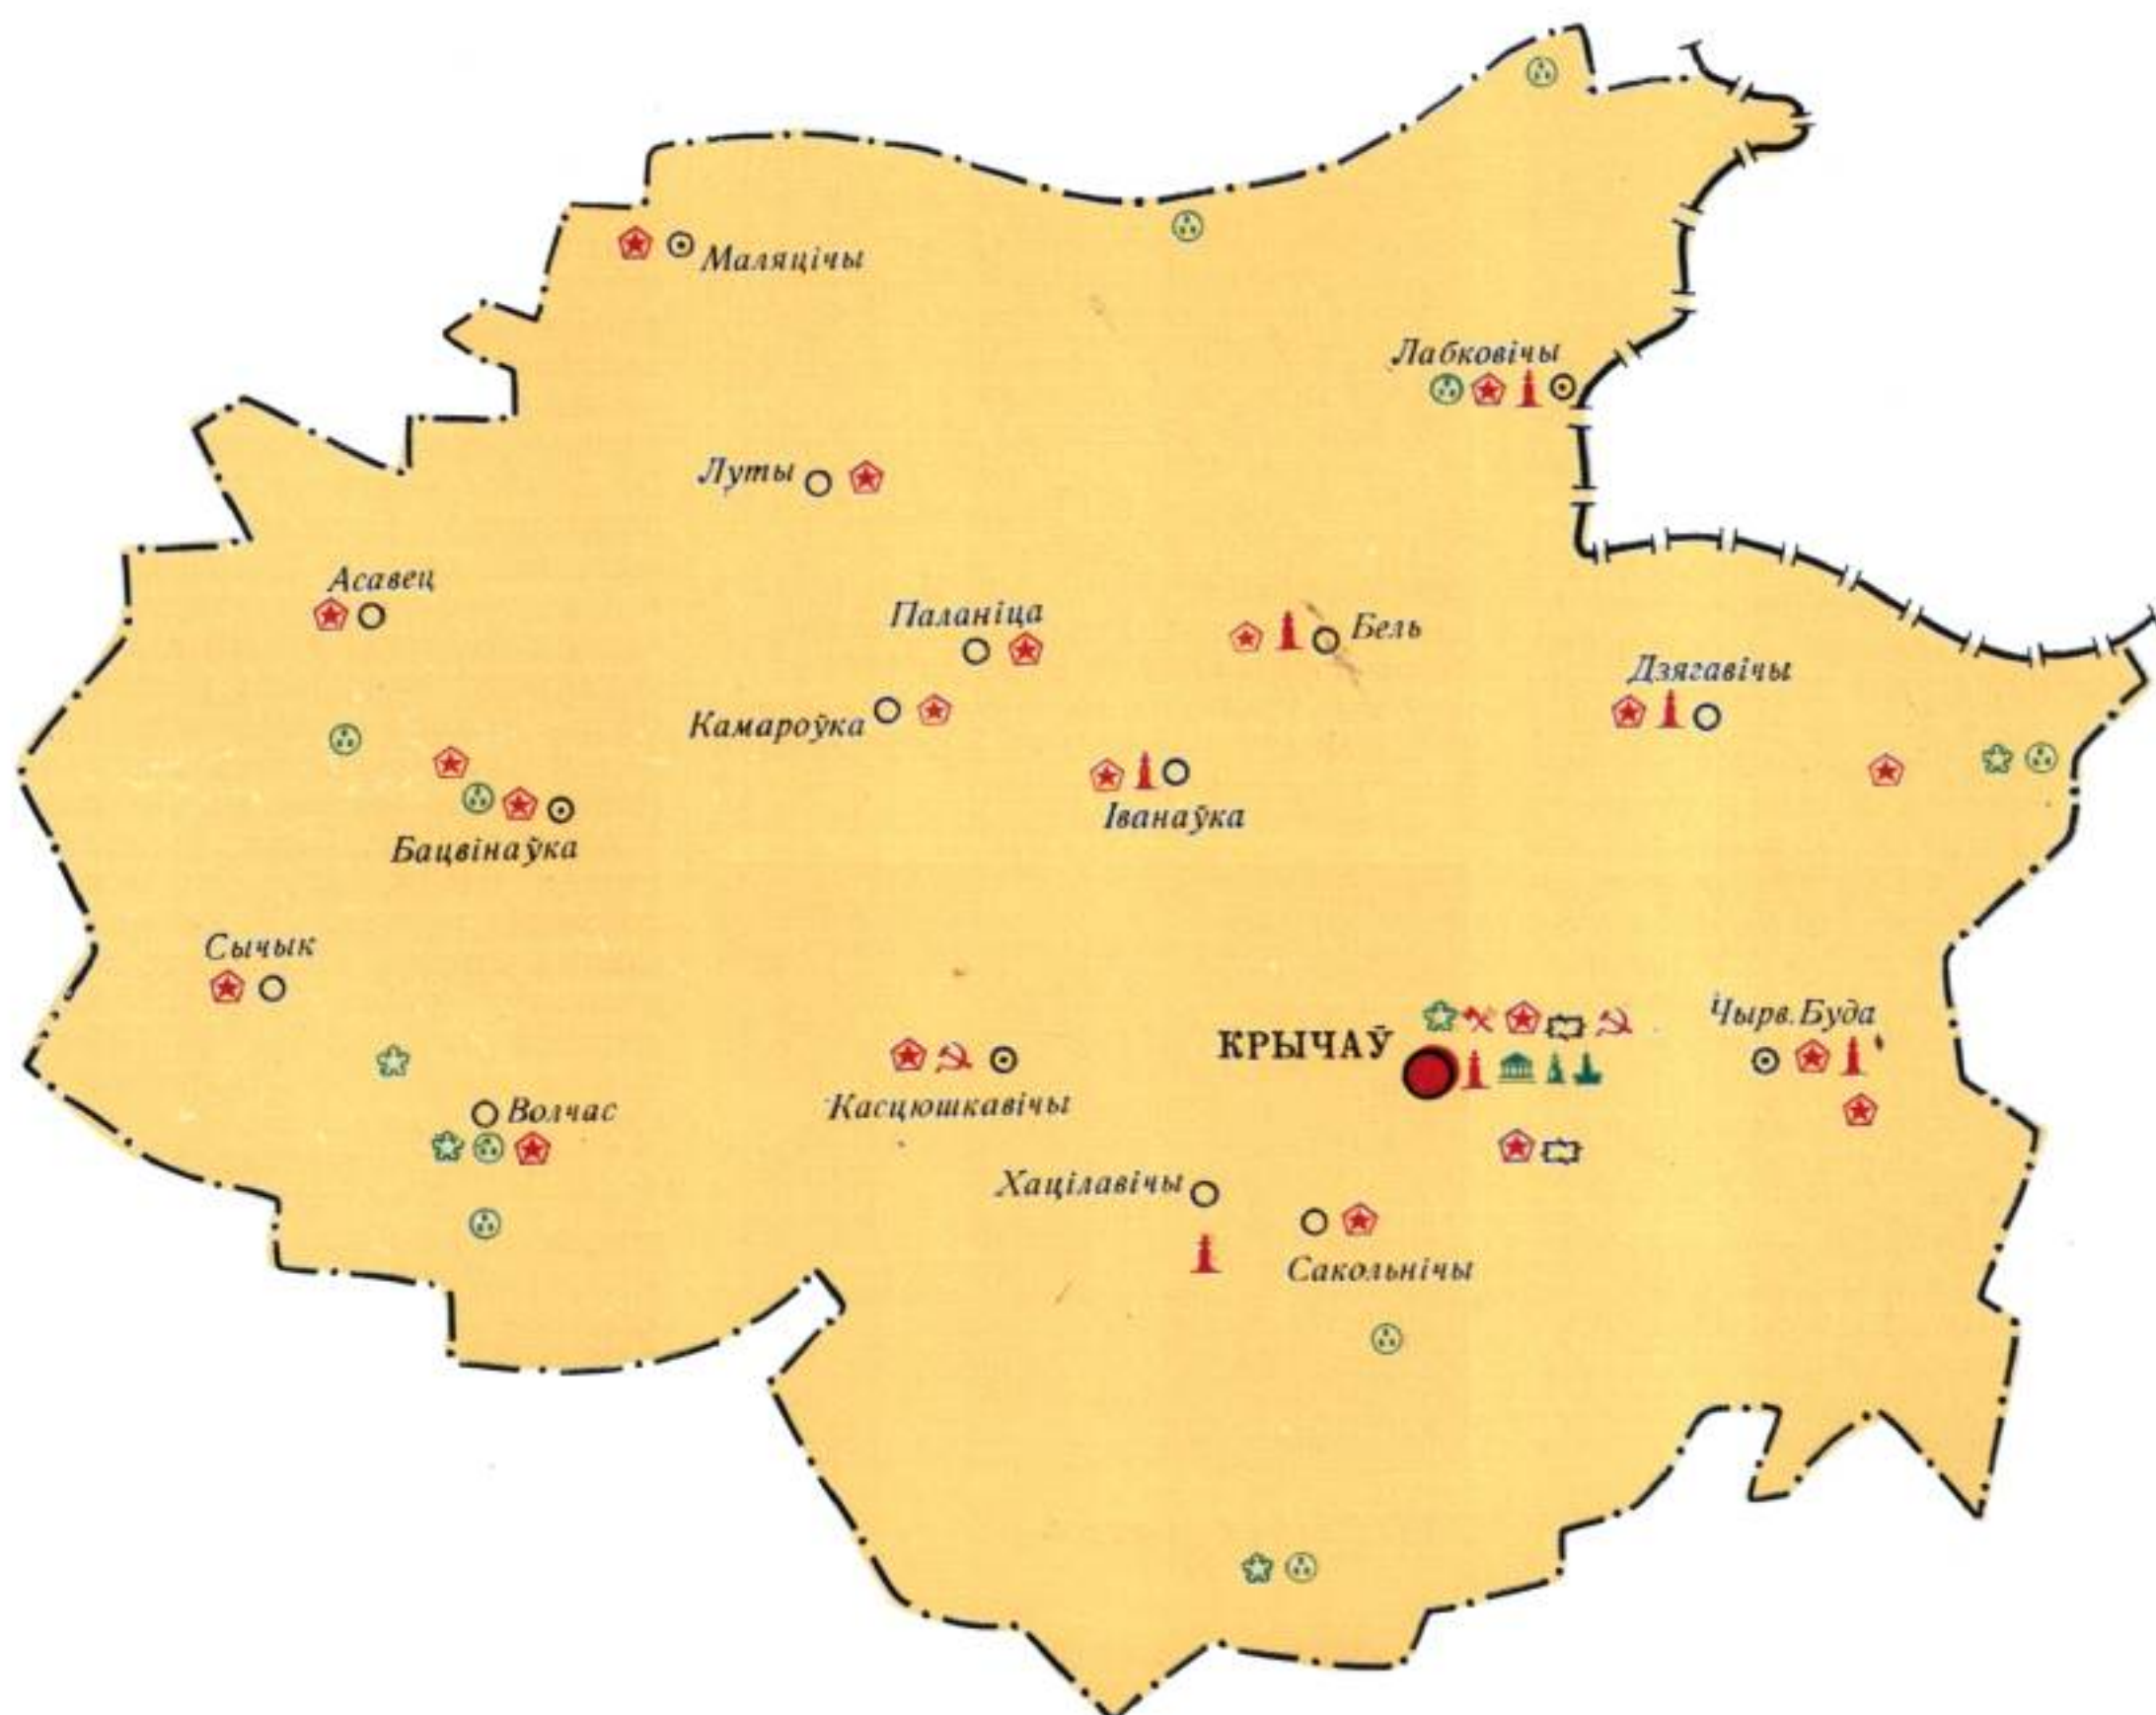 Маляцічы
Лабковічы
Луты
Асавец
Паланіца
Бель
Дзягавічы
Камароўка
Іванаўка
Бацвінаўка
Сычык
КРЫЧАЎ
Чырв.Буда
Касцюшкавічы
Волчас
Хацілавічы
Сакольнічы